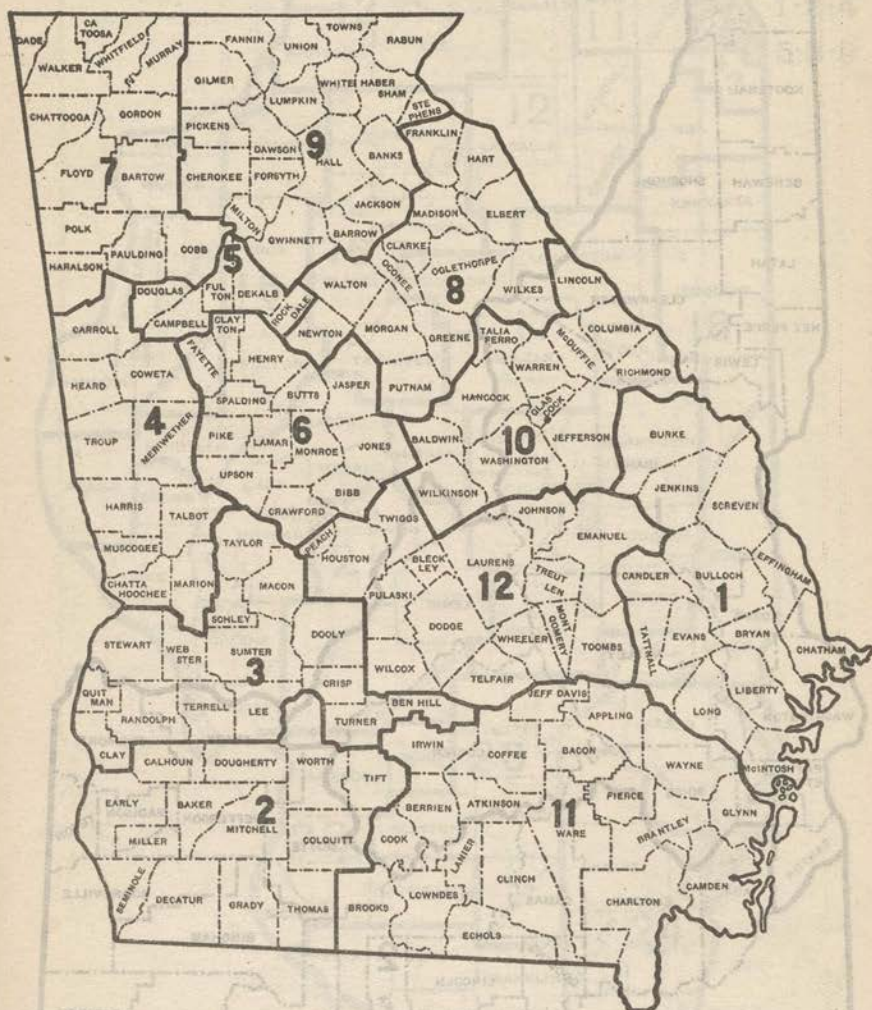 DADE
CA
TOOSA
WHITFIELD
MURRAY
WALKER
CHATTOOGA
GORDON
FLOYD
7
BARTOW
POLK
PAULDING
COBB
HARALSON
FANNIN
UNION
TOWNS
RABUN
GILMER
WHITE
HABER
SHAM
LUMPKIN
STE
PHENS
PICKENS
DAWSON
9
HALL
BANKS
CHEROKEE
FORSYTH
MILTON
JACKSON
GWINNETT
BARROW
FRANKLIN
HART
MADISON
ELBERT
CLARKE
OGLETHORPE
OCONEE
8
WILKES
WALTON
LINCOLN
NEWTON
MORGAN
GREENE
PUTNAM
5
DOUGLAS
FUL
TON
DEKALB
CAMPBELL
ROCK
DALE
CARROLL
HEARD
COWETA
TROUP
4
MERIWETHER
HARRIS
TALBOT
MUSCOGEE
CHATTA
HOOCHEE
MARION
CLAY
TON
FAYETTE
HENRY
SPALDING
BUTTS
JASPER
PIKE
LAMAR
6
MONROE
JONES
UPSON
BIBB
CRAWFORD
TALIA
FERRO
WARREN
McDUFFIE
COLUMBIA
RICHMOND
HANCOCK
GLAS
COCK
BALDWIN
10
WASHINGTON
JEFFERSON
WILKINSON
BURKE
JENKINS
SCREVEN
EFFINGHAM
CANDLER
BULLOCH
1
TATTNALL
EVANS
BRYAN
CHATHAM
LONG
LIBERTY
McINTOSH
TWIGGS
JOHNSON
EMANUEL
HOUSTON
BLECK
LEY
LAURENS
12
TREUT
LEN
PULASKI
DODGE
WHEELER
MONT
GOMERY
TOOMBS
WILCOX
TELFAIR
TAYLOR
PEACH
MACON
SCHLEY
DOOLY
STEWART
WEB
STER
SUMTER
3
CRISP
QUIT
MAN
RANDOLPH
TERRELL
LEE
TURNER
BEN HILL
CLAY
CALHOUN
DOUGHERTY
WORTH
TIFT
EARLY
BAKER
2
MITCHELL
MILLER
COLQUITT
SEMINOLE
DECATUR
GRADY
THOMAS
JEFF DAVIS
APPLING
IRWIN
COFFEE
BACON
WAYNE
BERRIEN
ATKINSON
11
WARE
PIERCE
GLYNN
COOK
LANIER
BRANTLEY
CLINCH
BROOKS
LOWNDES
CHARLTON
CAMDEN
ECHOLS